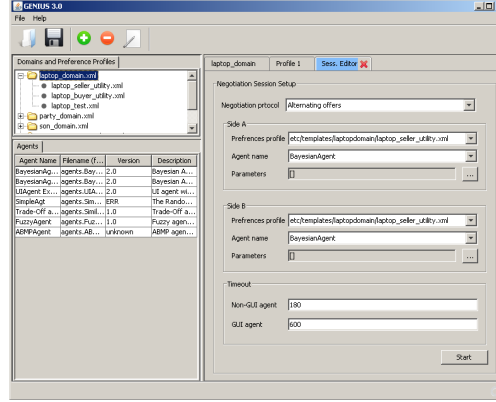 GENIUS 3.0
File Help
Domains and Preference Profiles
laptop_domain.xml
laptop_seller_utility.xml
laptop_buyer_utility.xml
laptop_test.xml
party_domain.xml
son_domain.xml
Agents
Agent Name Filename (f... Version Description
BayesianAg... agents.Bay... 2.0 Bayesian A...
BayesianAg... agents.Bay... 2.0 Bayesian A...
UIAgent Ex... agents.UIA... 2.0 UI agent wi...
SimpleAgt agents.Sim... ERR The Rando...
Trade-Off a... agents.Simil... 1.0 Trade-Off a...
FuzzyAgent agents.Fuz... 1.0 Fuzzy agen...
ABMPAgent agents.AB... unknown ABMP agen...
laptop_domain Profile 1 Sess. Editor
Negotiation Session Setup
Negotiation prtocol Alternating offers
Side A
Prefrences profile etc/templates/laptopdomain/laptop_seller_utility.xml
Agent name BayesianAgent
Parameters [] ...
Side B
Prefrences profile etc/templates/laptopdomain/laptop_seller_utility.xml
Agent name BayesianAgent
Parameters [] ...
Timeout
Non-GUI agent 180
GUI agent 600
Start